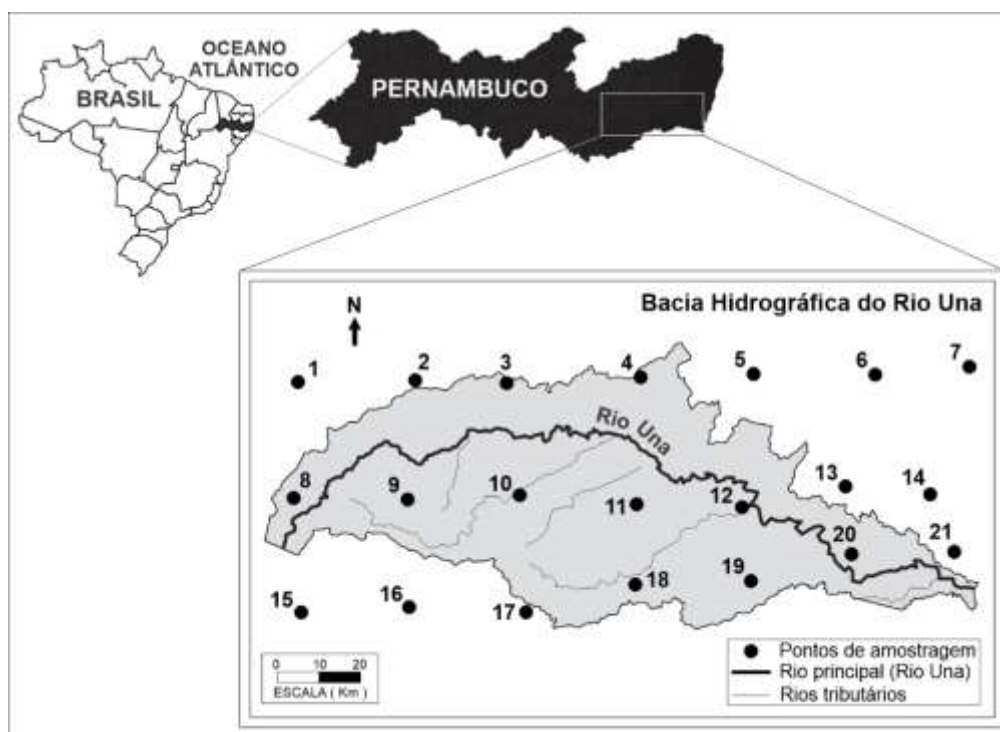 OCEANO
ATLÂNTICO
BRASIL
PERNAMBUCO
Bacia Hidrográfica do Rio Una
N
1
2
3
4
5
6
7
Rio Una
8
9
10
11
12
13
14
15
16
17
18
19
20
21
0 10 20
ESCALA ( Km )
Pontos de amostragem
Rio principal (Rio Una)
Rios tributários